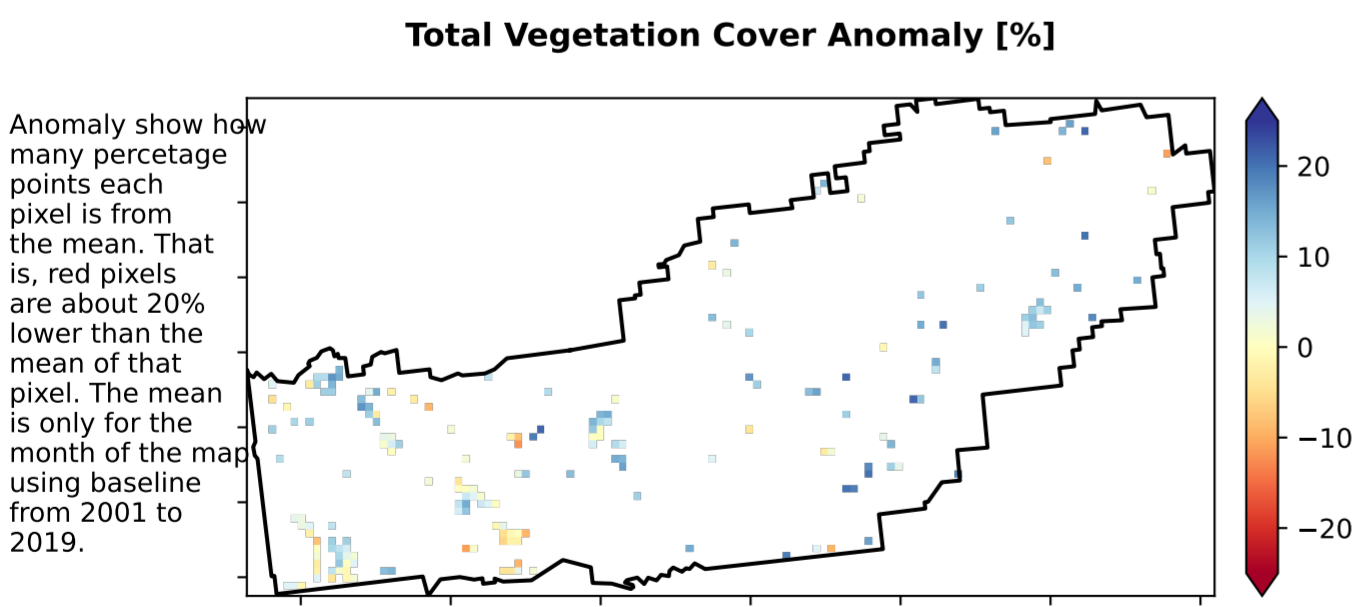 Total Vegetation Cover Anomaly [%]
Anomaly show how
many percetage
points each
pixel is from
the mean. That
is, red pixels
are about 20%
lower than the
mean of that
pixel. The mean
is only for the
month of the map
using baseline
from 2001 to
2019.
20
10
0
−10
−20